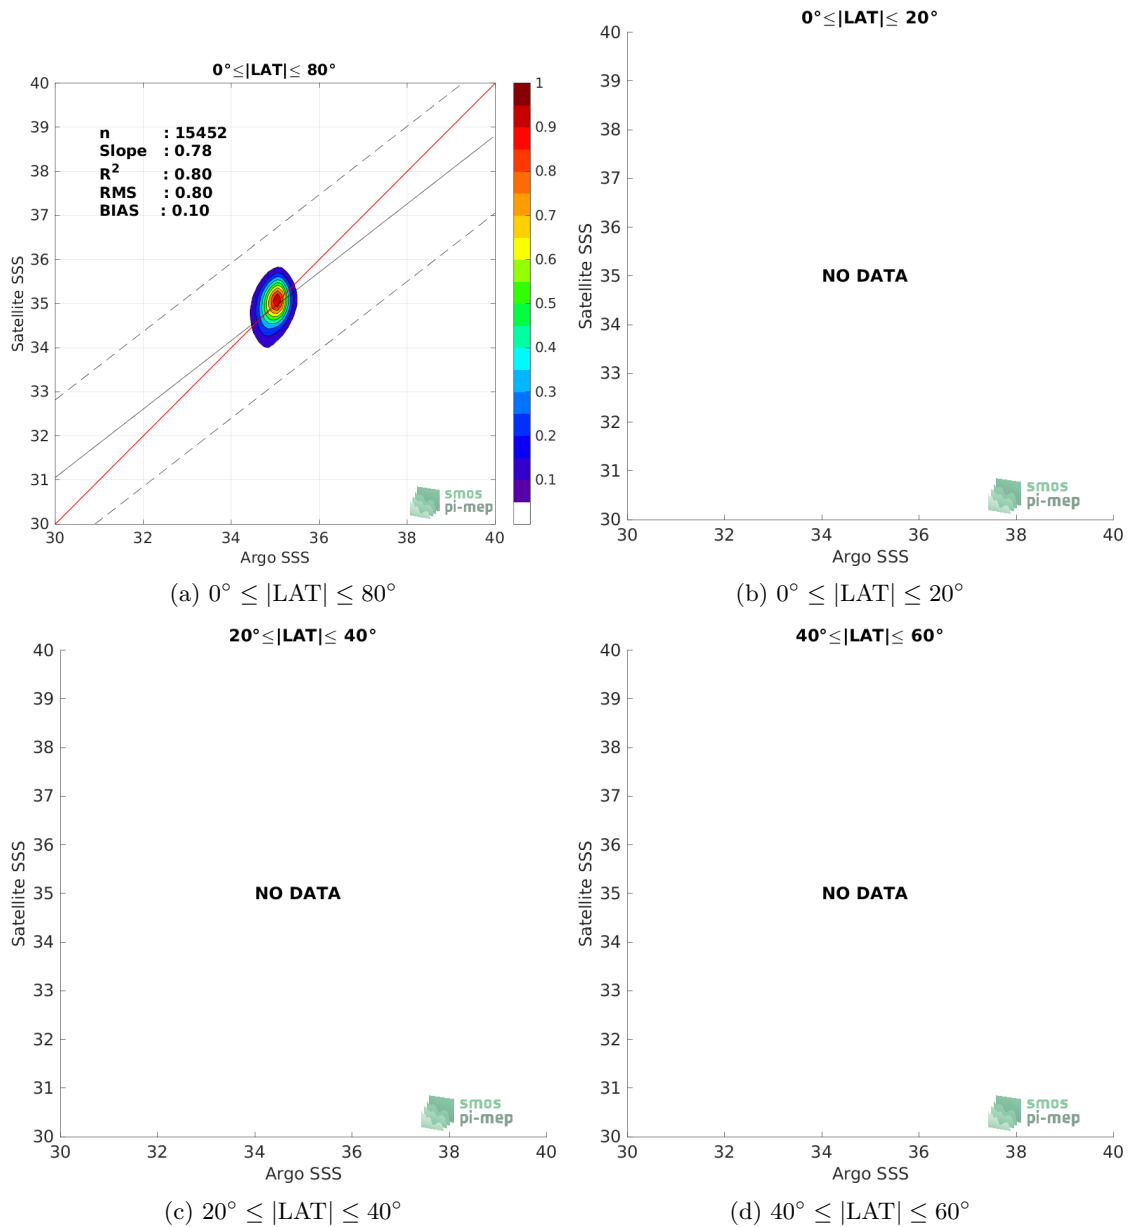 0°≤|LAT|≤ 80°
40
39
38
37
36
35
34
33
32
31
30
Satellite SSS
n : 15452
Slope : 0.78
R² : 0.80
RMS : 0.80
BIAS : 0.10
smos
pi-mep
30 32 34 36 38 40
Argo SSS
1
0.9
0.8
0.7
0.6
0.5
0.4
0.3
0.2
0.1
(a) 0° ≤ |LAT| ≤ 80°
0°≤|LAT|≤ 20°
40
39
38
37
36
35
34
33
32
31
30
Satellite SSS
NO DATA
smos
pi-mep
30 32 34 36 38 40
Argo SSS
(b) 0° ≤ |LAT| ≤ 20°
20°≤|LAT|≤ 40°
40
39
38
37
36
35
34
33
32
31
30
Satellite SSS
NO DATA
smos
pi-mep
30 32 34 36 38 40
Argo SSS
(c) 20° ≤ |LAT| ≤ 40°
40°≤|LAT|≤ 60°
40
39
38
37
36
35
34
33
32
31
30
Satellite SSS
NO DATA
smos
pi-mep
30 32 34 36 38 40
Argo SSS
(d) 40° ≤ |LAT| ≤ 60°